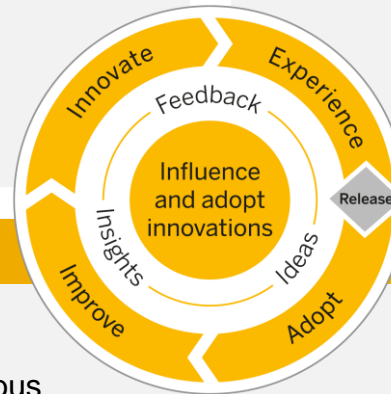 Innovate
Experience
Feedback
Influence
and adopt
innovations
Release
Insights
Ideas
Improve
Adopt